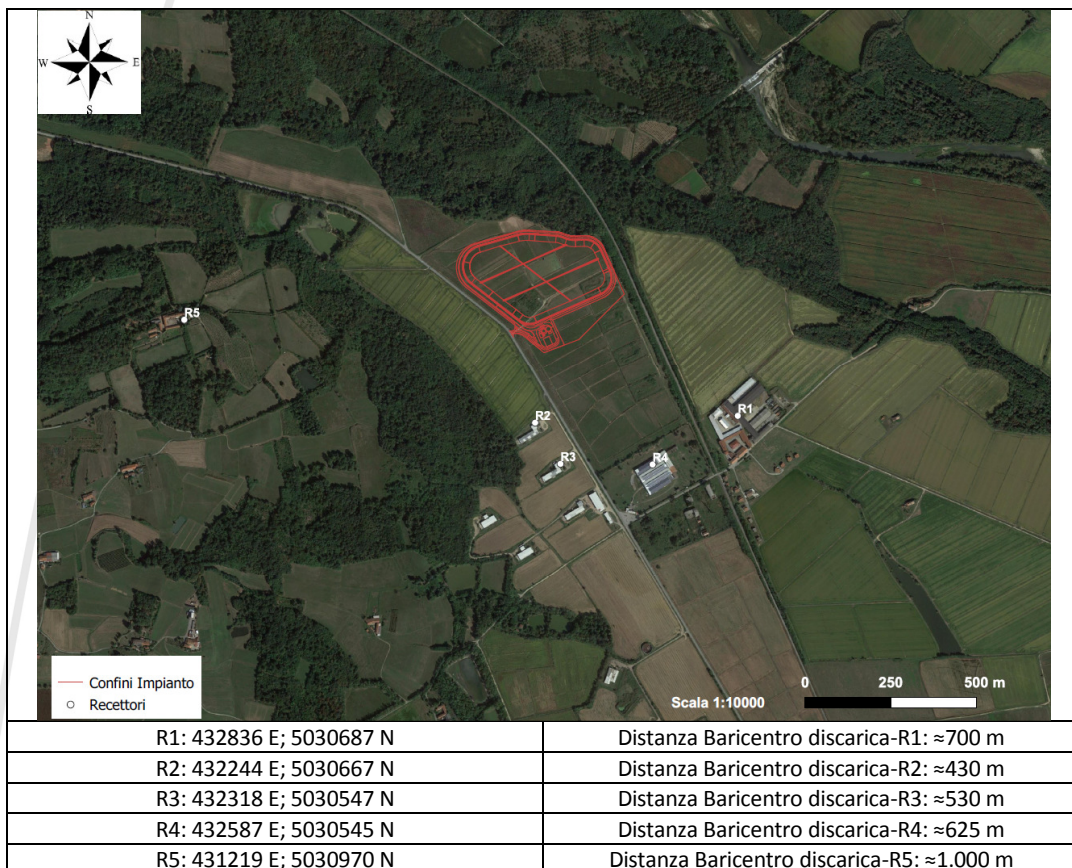 N
W
E
S
R5
R2
R1
R3
R4
Confini Impianto
Recettori
0 250 500 m
Scala 1:10000
R1: 432836 E; 5030687 N Distanza Baricentro discarica-R1: ≈700 m
R2: 432244 E; 5030667 N Distanza Baricentro discarica-R2: ≈430 m
R3: 432318 E; 5030547 N Distanza Baricentro discarica-R3: ≈530 m
R4: 432587 E; 5030545 N Distanza Baricentro discarica-R4: ≈625 m
R5: 431219 E; 5030970 N Distanza Baricentro discarica-R5: ≈1.000 m